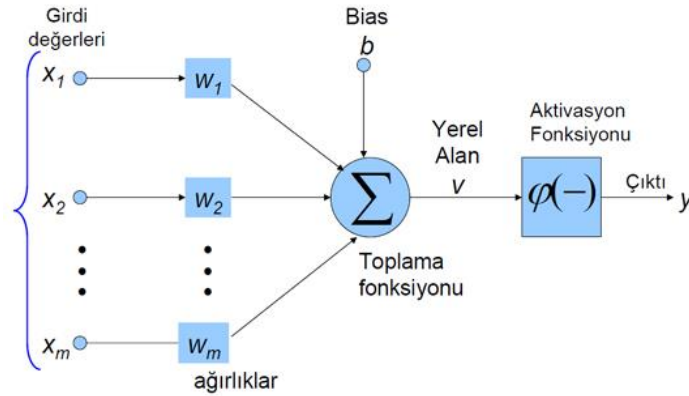 Girdi
değerleri
x1
w1
x2
w2
xm
wm
ağırlıklar
Bias
b
∑
Toplama
fonksiyonu
Yerel
Alan
v
Aktivasyon
Fonksiyonu
φ(−)
Çıktı
y